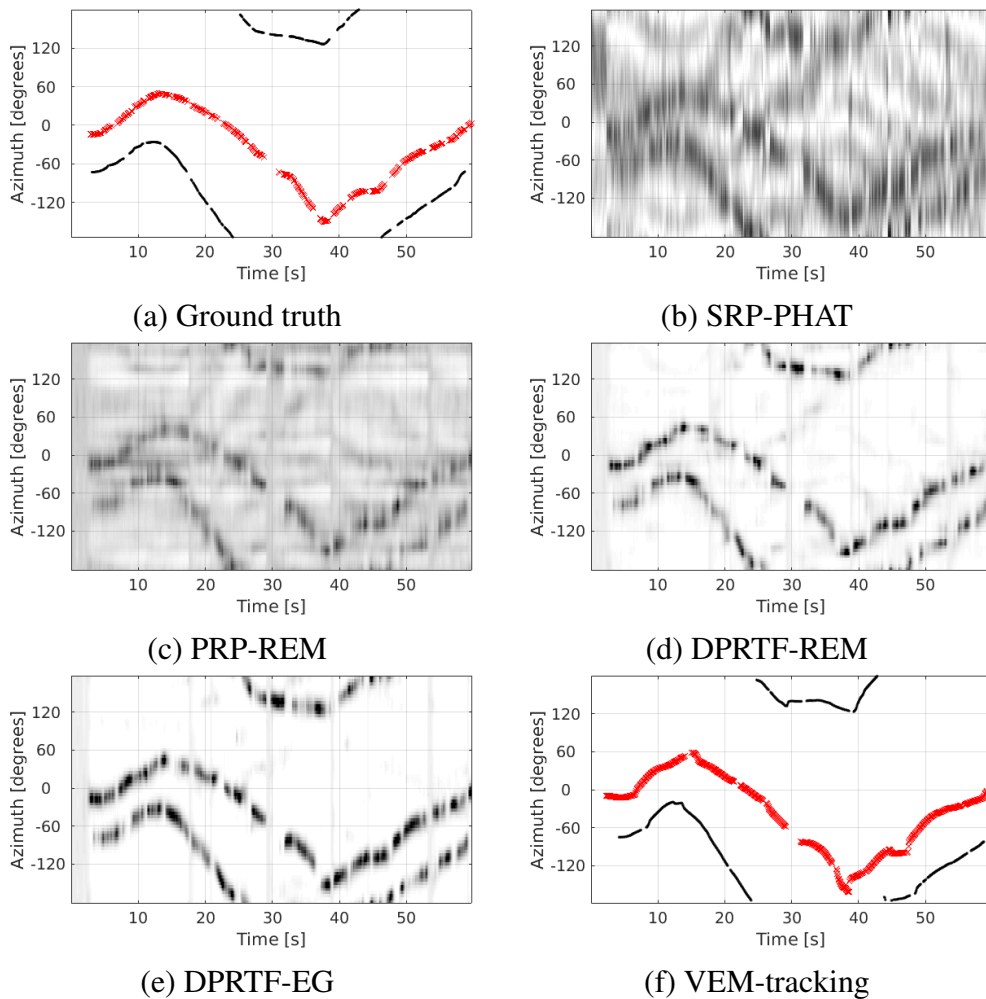 120
60
0
-60
-120
Azimuth [degrees]
10 20 30 40 50
Time [s]
(a) Ground truth
120
60
0
-60
-120
Azimuth [degrees]
10 20 30 40 50
Time [s]
(b) SRP-PHAT
120
60
0
-60
-120
Azimuth [degrees]
10 20 30 40 50
Time [s]
(c) PRP-REM
120
60
0
-60
-120
Azimuth [degrees]
10 20 30 40 50
Time [s]
(d) DPRTF-REM
120
60
0
-60
-120
Azimuth [degrees]
10 20 30 40 50
Time [s]
(e) DPRTF-EG
120
60
0
-60
-120
Azimuth [degrees]
10 20 30 40 50
Time [s]
(f) VEM-tracking